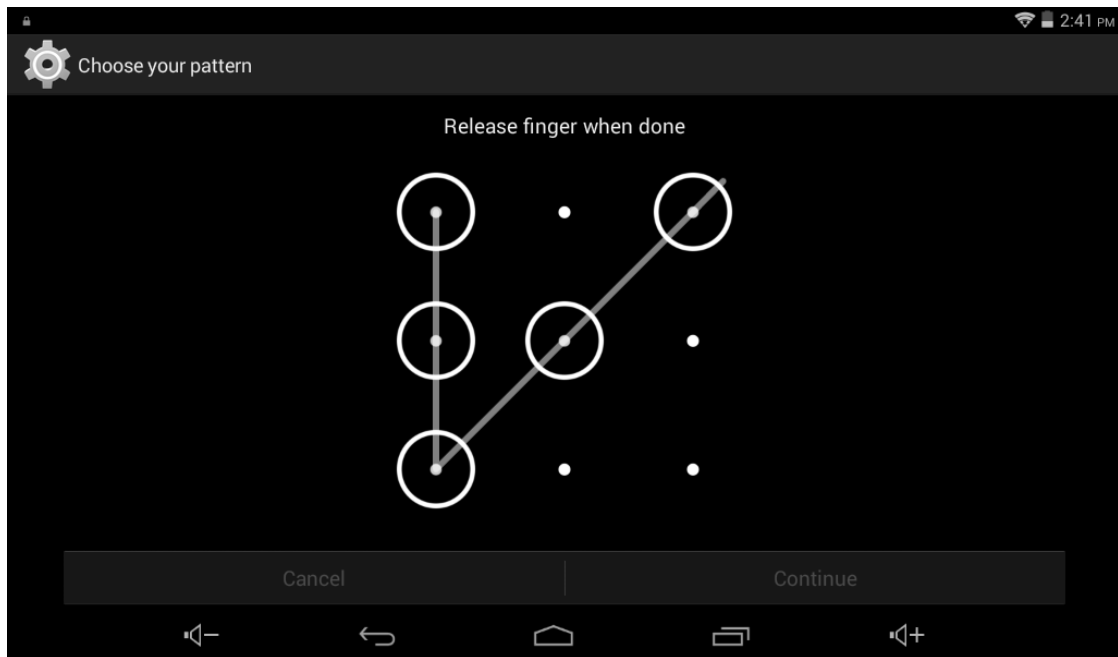 2:41 PM
Choose your pattern
Release finger when done
Cancel
Continue